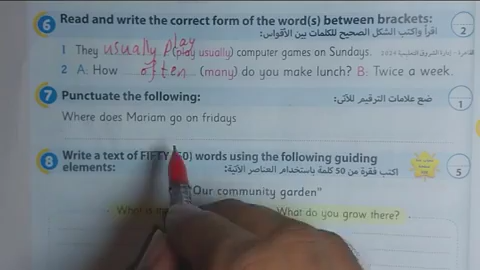 6 Read and write the correct form of the word(s) between brackets:
اقرأ واكتب الشكل الصحيح للكلمات بين الأقواس:
2
1 They usually play (play usually) computer games on Sundays.
2 A: How often (many) do you make lunch? B: Twice a week.
7 Punctuate the following:
ضع علامات الترقيم للآتى:
1
Where does Mariam go on fridays
8 Write a text of FIFTY (50) words using the following guiding elements:
اكتب فقرة من 50 كلمة باستخدام العناصر الآتية:
5
"Our community garden"
What do you grow there?